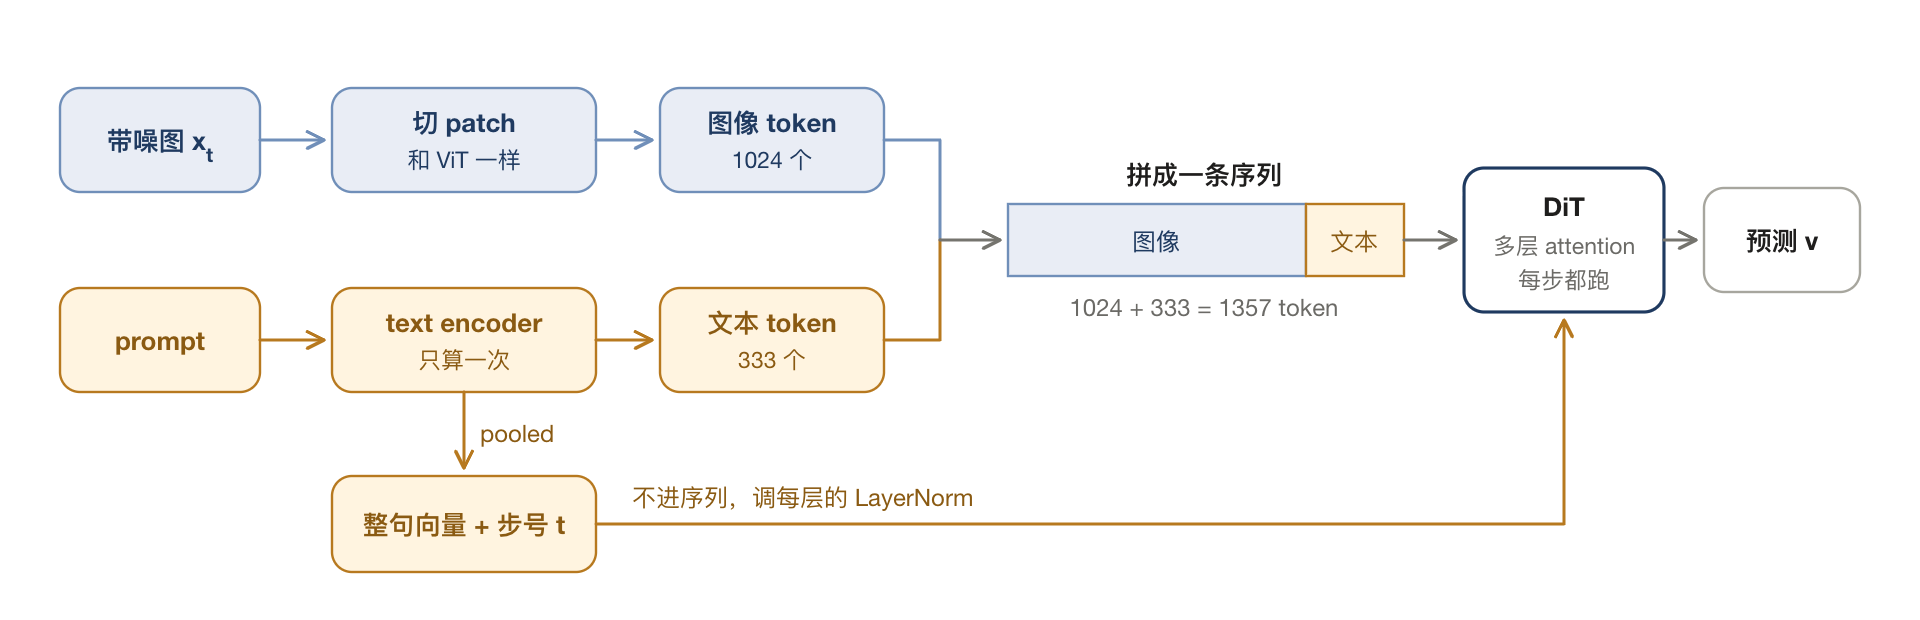 带噪图 xt
切 patch
和 ViT 一样
图像 token
1024 个
prompt
text encoder
只算一次
文本 token
333 个
拼成一条序列
图像
文本
1024 + 333 = 1357 token
DiT
多层 attention
每步都跑
预测 v
pooled
整句向量 + 步号 t
不进序列，调每层的 LayerNorm